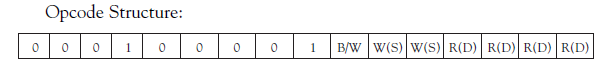 Opcode Structure:
0 0 0 1 0 0 0 0 1 B/W W(S) W(S) R(D) R(D) R(D) R(D)